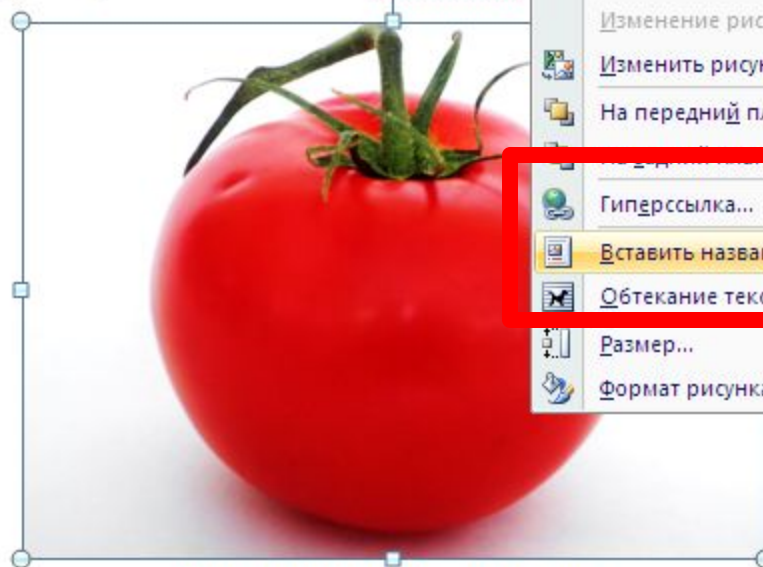 Изменение рис
Изменить рисун
На передний пл
Гиперссылка...
Вставить назва
Обтекание текс
Размер...
Формат рисунка